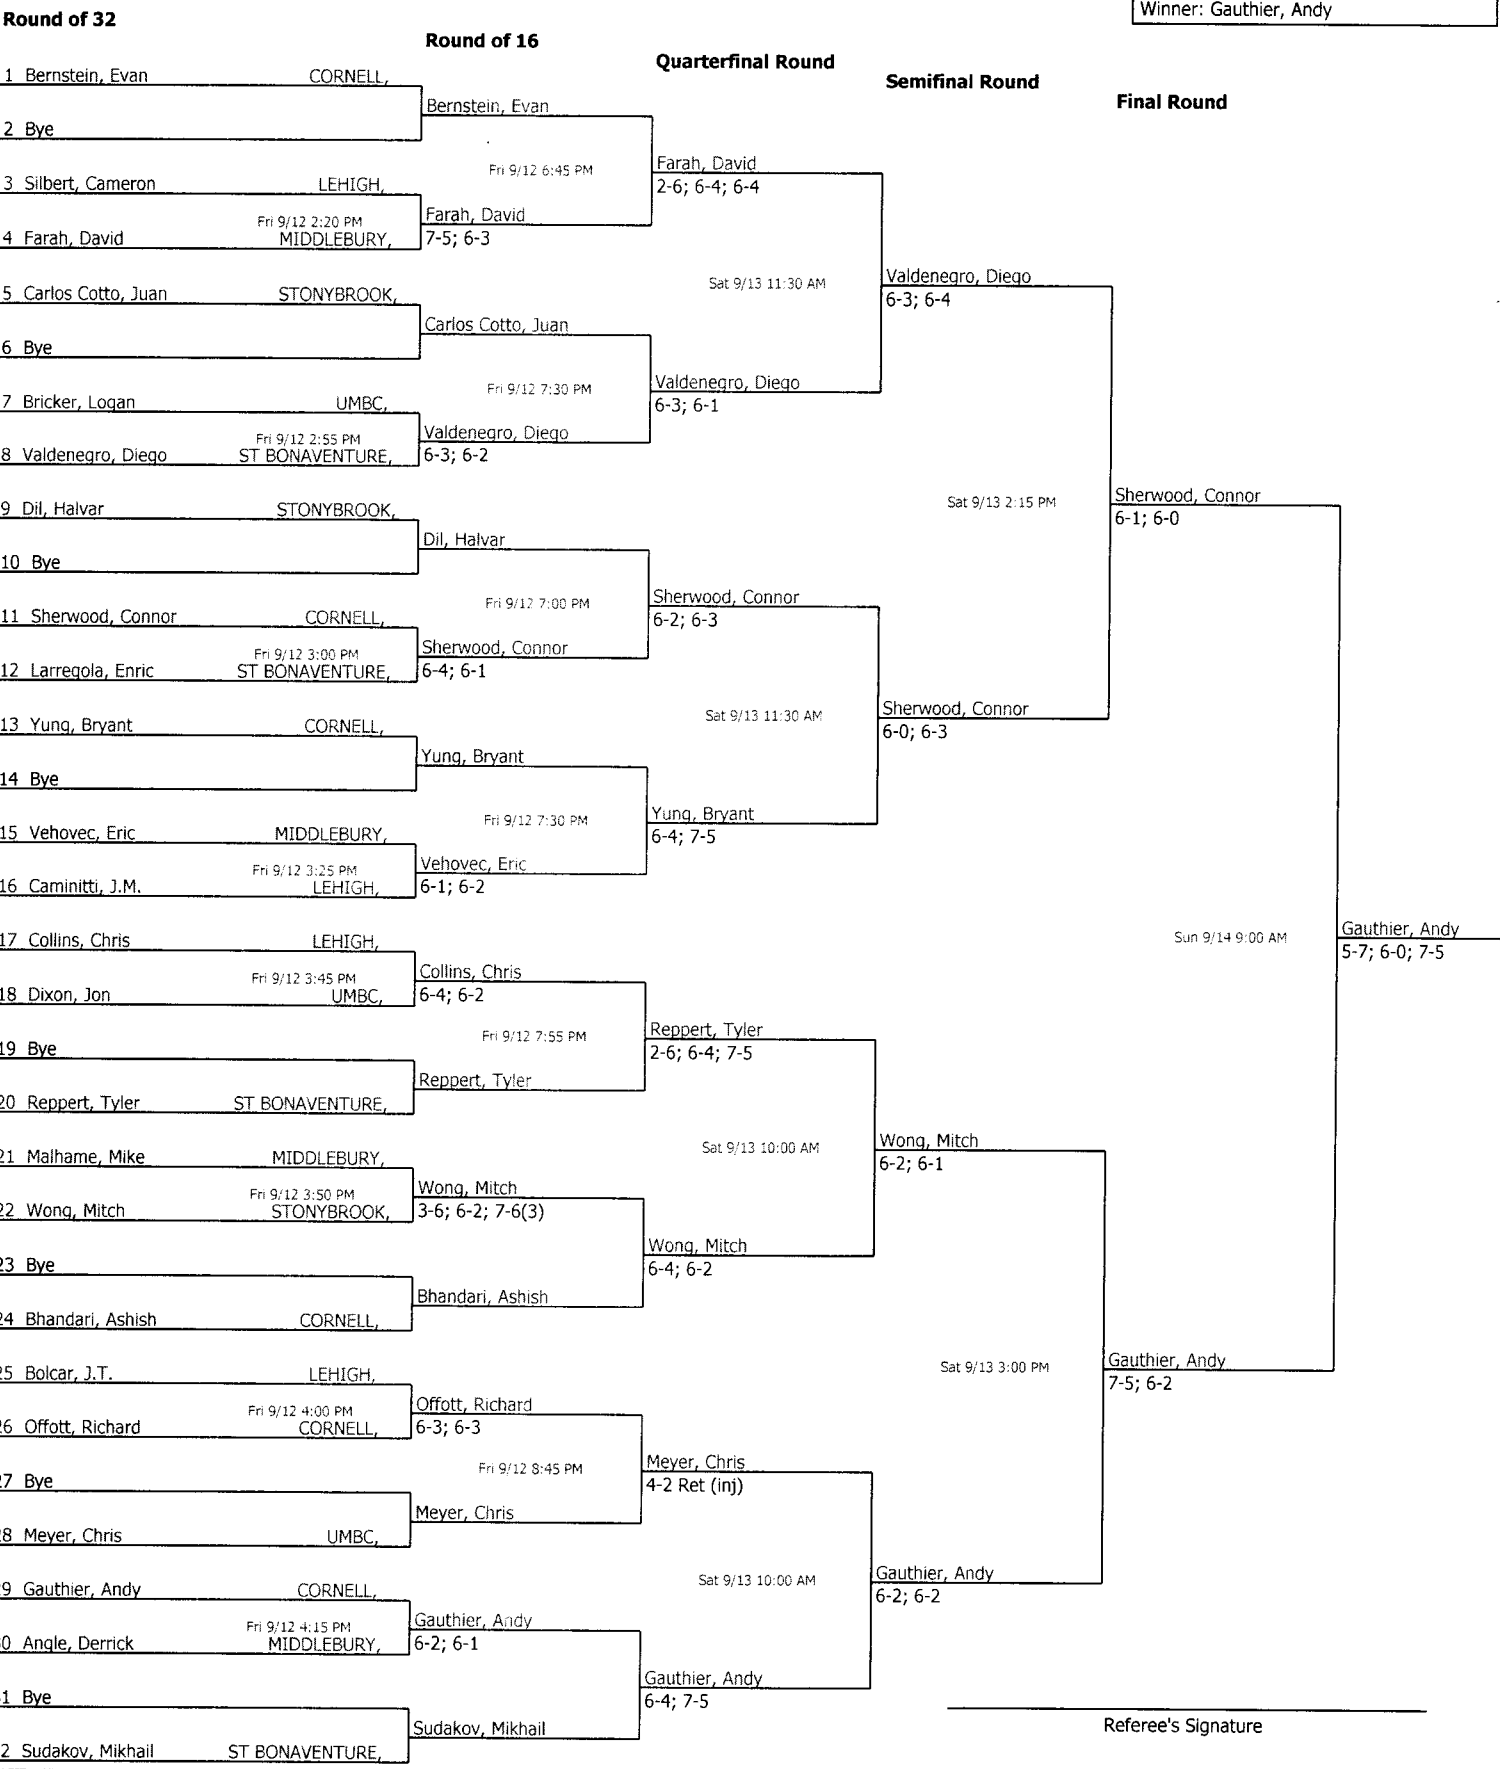 Winner: Gauthier, Andy
Round of 32
Round of 16
Quarterfinal Round
Semifinal Round
Final Round
1 Bernstein, Evan CORNELL,
Bernstein, Evan
2 Bye
Fri 9/12 6:45 PM
Farah, David
2-6; 6-4; 6-4
3 Silbert, Cameron LEHIGH,
Fri 9/12 2:20 PM
Farah, David
7-5; 6-3
4 Farah, David MIDDLEBURY,
Sat 9/13 11:30 AM
Valdenegro, Diego
6-3; 6-4
5 Carlos Cotto, Juan STONYBROOK,
Carlos Cotto, Juan
6 Bye
Fri 9/12 7:30 PM
Valdenegro, Diego
6-3; 6-1
7 Bricker, Logan UMBC,
Fri 9/12 2:55 PM
Valdenegro, Diego
6-3; 6-2
8 Valdenegro, Diego ST BONAVENTURE,
Sat 9/13 2:15 PM
Sherwood, Connor
6-1; 6-0
9 Dil, Halvar STONYBROOK,
Dil, Halvar
10 Bye
Fri 9/12 7:00 PM
Sherwood, Connor
6-2; 6-3
11 Sherwood, Connor CORNELL,
Fri 9/12 3:00 PM
Sherwood, Connor
6-4; 6-1
12 Larregola, Enric ST BONAVENTURE,
Sat 9/13 11:30 AM
Sherwood, Connor
6-0; 6-3
13 Yung, Bryant CORNELL,
Yung, Bryant
14 Bye
Fri 9/12 7:30 PM
Yung, Bryant
6-4; 7-5
15 Vehovec, Eric MIDDLEBURY,
Fri 9/12 3:25 PM
Vehovec, Eric
6-1; 6-2
16 Caminitti, J.M. LEHIGH,
Sun 9/14 9:00 AM
Gauthier, Andy
5-7; 6-0; 7-5
17 Collins, Chris LEHIGH,
Fri 9/12 3:45 PM
Collins, Chris
6-4; 6-2
18 Dixon, Jon UMBC,
Fri 9/12 7:55 PM
Reppert, Tyler
2-6; 6-4; 7-5
19 Bye
Reppert, Tyler
20 Reppert, Tyler ST BONAVENTURE,
Sat 9/13 10:00 AM
Wong, Mitch
6-2; 6-1
21 Malhame, Mike MIDDLEBURY,
Fri 9/12 3:50 PM
Wong, Mitch
3-6; 6-2; 7-6(3)
22 Wong, Mitch STONYBROOK,
Wong, Mitch
6-4; 6-2
23 Bye
Bhandari, Ashish
24 Bhandari, Ashish CORNELL,
Sat 9/13 3:00 PM
Gauthier, Andy
7-5; 6-2
25 Bolcar, J.T. LEHIGH,
Fri 9/12 4:00 PM
Offott, Richard
6-3; 6-3
26 Offott, Richard CORNELL,
Fri 9/12 8:45 PM
Meyer, Chris
4-2 Ret (inj)
27 Bye
Meyer, Chris
28 Meyer, Chris UMBC,
Sat 9/13 10:00 AM
Gauthier, Andy
6-2; 6-2
9 Gauthier, Andy CORNELL,
Fri 9/12 4:15 PM
Gauthier, Andy
6-2; 6-1
0 Angle, Derrick MIDDLEBURY,
Gauthier, Andy
6-4; 7-5
1 Bye
Sudakov, Mikhail
2 Sudakov, Mikhail ST BONAVENTURE,
Referee's Signature